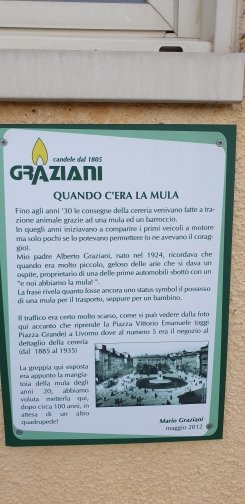 candele dal 1805
GRAZIANI
QUANDO C'ERA LA MULA
Fino agli anni '30 le consegne della cereria venivano fatte a tra-
zione animale grazie ad una mula ed un barroccio.
In quegli anni iniziavano a comparire i primi veicoli a motore
ma solo pochi se lo potevano permettere (o ne avevano il corag-
gio).
Mio padre Alberto Graziani, nato nel 1924, ricordava che
quando era molto piccolo, geloso delle arie che si dava un
ospite, proprietario di una delle prime automobili sbottò con un
"e noi abbiamo la mula! ".
La frase rivela quanto fosse ancora uno status symbol il possesso
di una mula per il trasporto, seppure per un bambino.
Il traffico era certo molto scarso, come si può vedere dalla foto
qui accanto che riprende la Piazza Vittorio Emanuele (oggi
Piazza Grande) a Livorno dove al numero 5 era il negozio al
dettaglio della cereria
(dal 1885 al 1935)
La greppia qui esposta
era appunto la mangia-
toia della mula degli
anni 20; abbiamo
voluta metterla qui,
dopo circa 100 anni, in
attesa di un altro
quadrupede!
Mario Graziani
maggio 2012